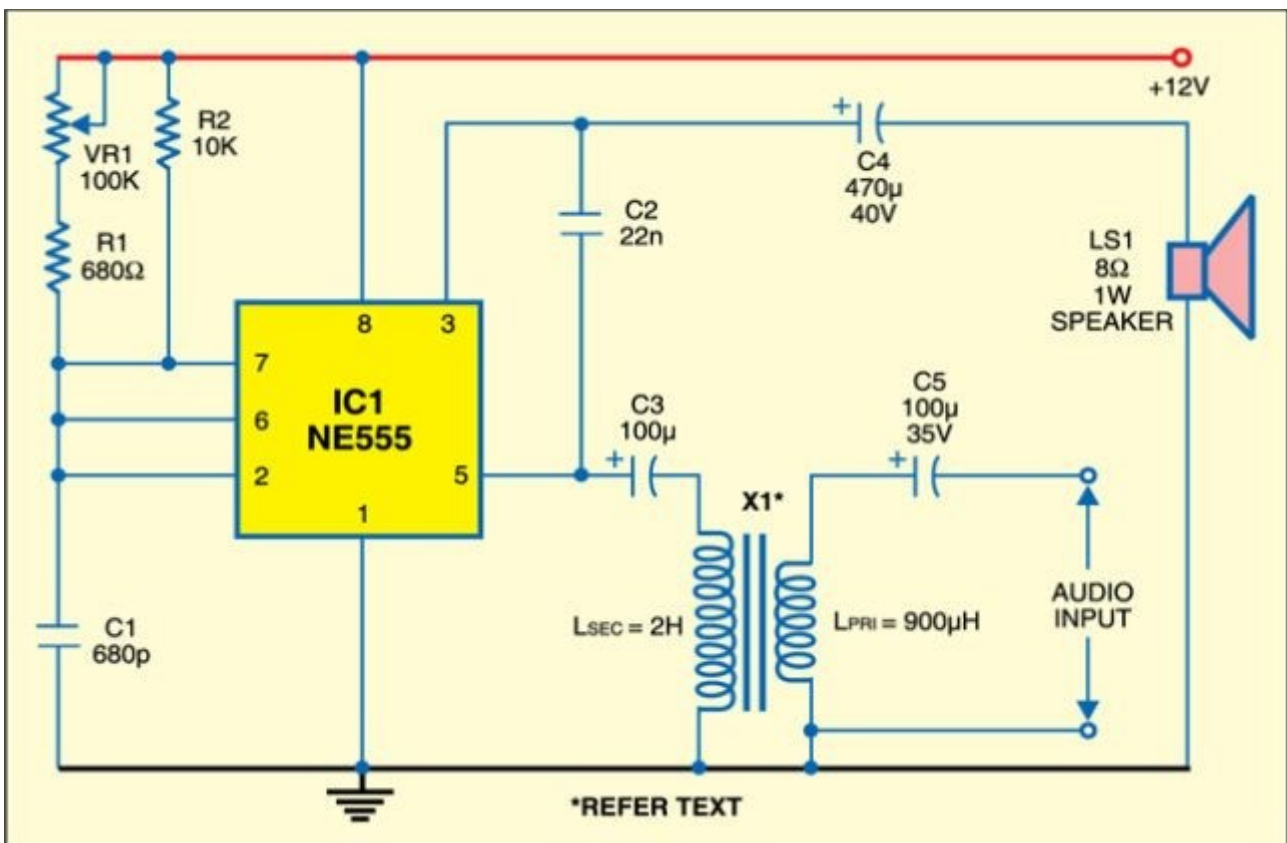 +12V
R2
10K
VR1
100K
R1
680Ω
C2
22n
+
C4
470µ
40V
LS1
8Ω
1W
SPEAKER
8
3
7
6
2
5
1
IC1
NE555
C3
100µ
+
C5
100µ
35V
+
X1*
LSEC = 2H
LPRI = 900µH
AUDIO
INPUT
C1
680p
*REFER TEXT